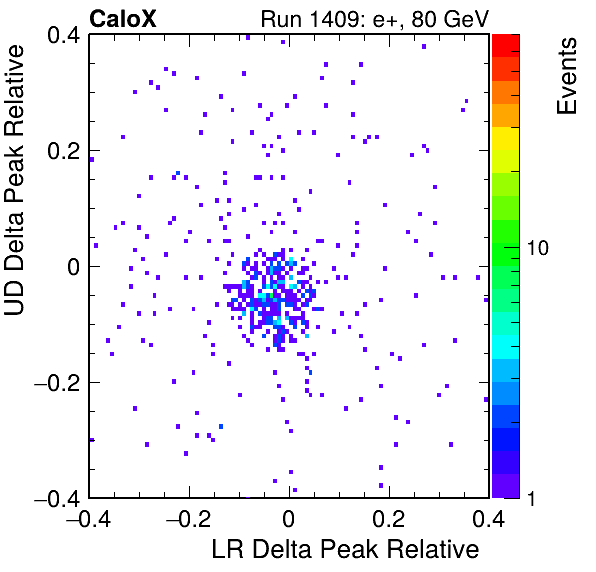 CaloX Run 1409: e+, 80 GeV
Events
UD Delta Peak Relative
0.4
0.2
0
−0.2
−0.4
10
1
−0.4 −0.2 0 0.2 0.4
LR Delta Peak Relative